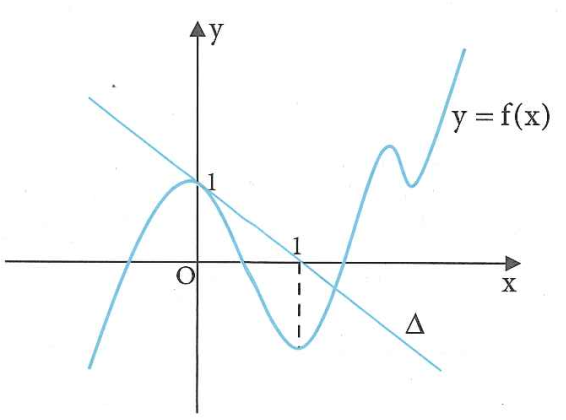 y
y = f(x)
1
1
O
x
Δ